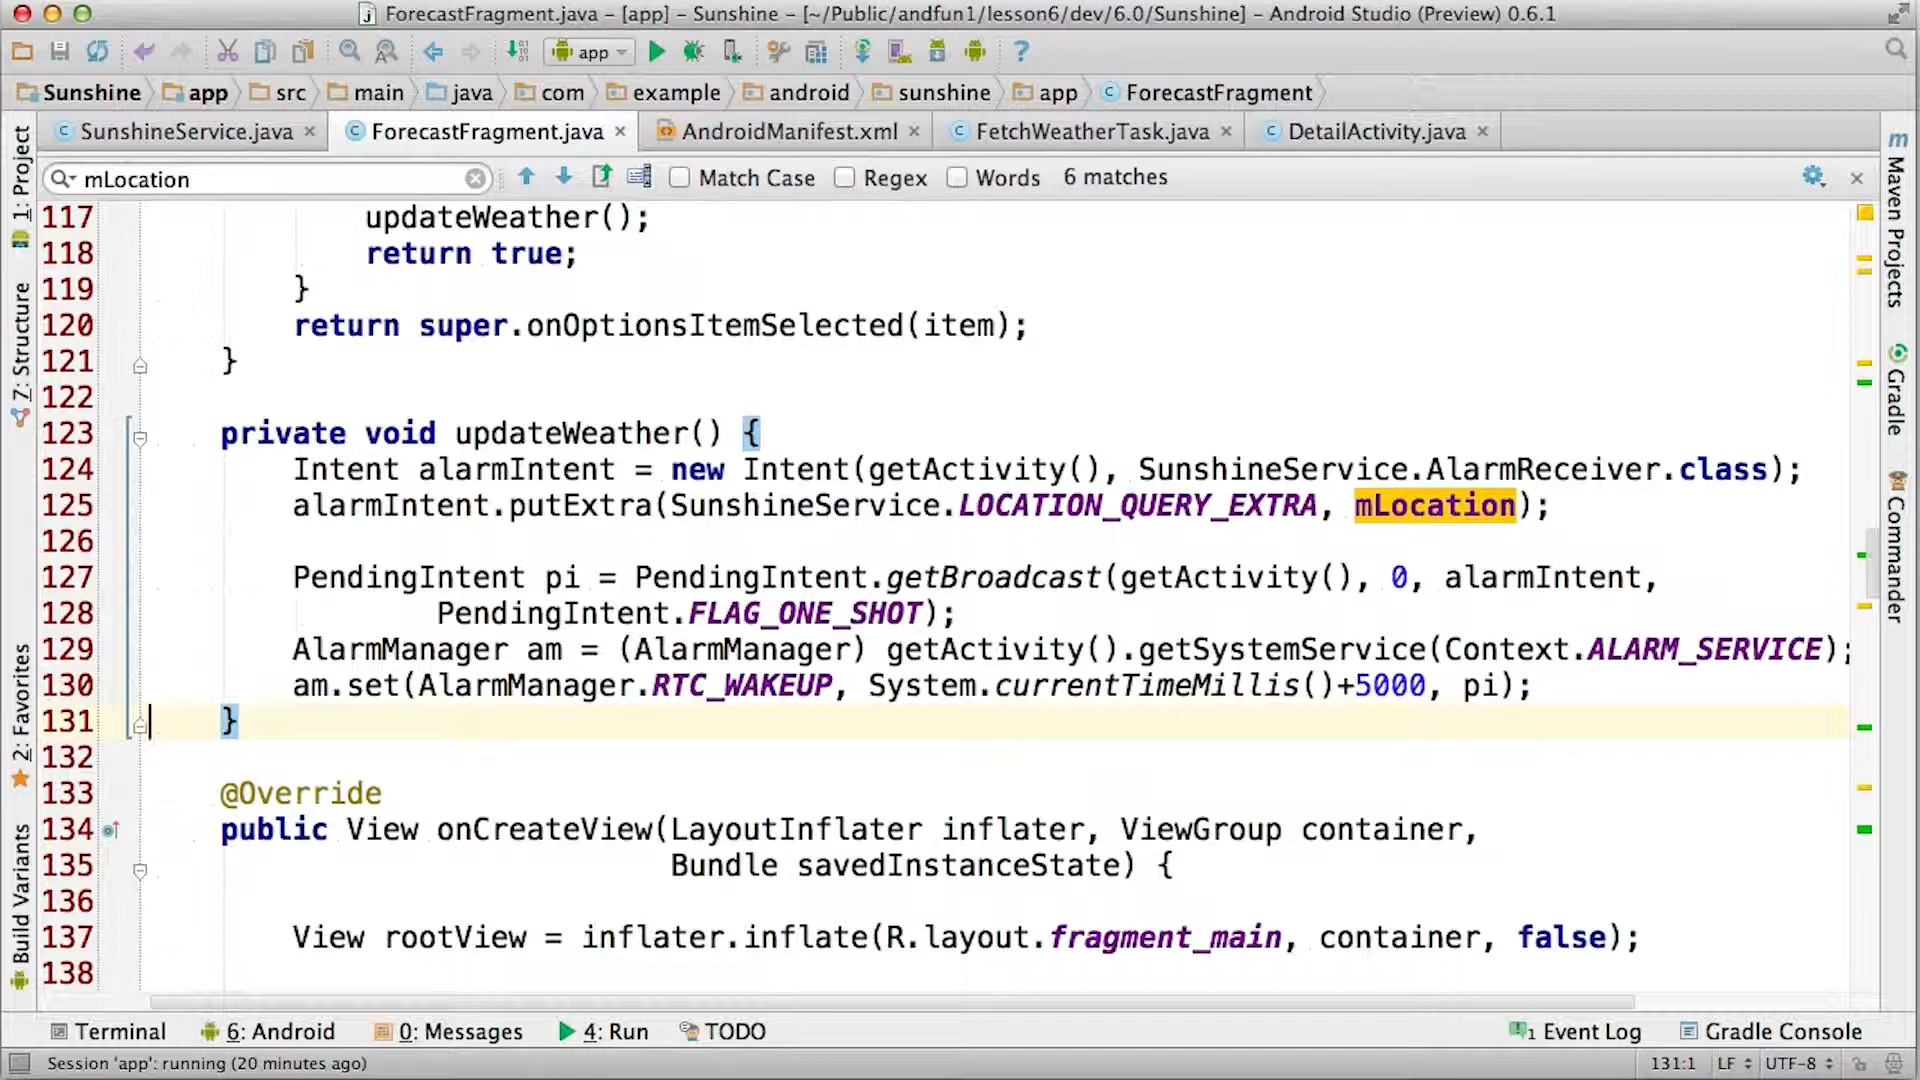 ForecastFragment.java – [app] – Sunshine – [~/Public/andfun1/lesson6/dev/6.0/Sunshine] – Android Studio (Preview) 0.6.1
app
Sunshine app src main java com example android sunshine app ForecastFragment
SunshineService.java ForecastFragment.java AndroidManifest.xml FetchWeatherTask.java DetailActivity.java
mLocation Match Case Regex Words 6 matches
1: Project
7: Structure
2: Favorites
Build Variants
117 updateWeather();
118 return true;
119 }
120 return super.onOptionsItemSelected(item);
121 }
122
123 private void updateWeather() {
124 Intent alarmIntent = new Intent(getActivity(), SunshineService.AlarmReceiver.class);
125 alarmIntent.putExtra(SunshineService.LOCATION_QUERY_EXTRA, mLocation);
126
127 PendingIntent pi = PendingIntent.getBroadcast(getActivity(), 0, alarmIntent,
128 PendingIntent.FLAG_ONE_SHOT);
129 AlarmManager am = (AlarmManager) getActivity().getSystemService(Context.ALARM_SERVICE);
130 am.set(AlarmManager.RTC_WAKEUP, System.currentTimeMillis()+5000, pi);
131 }
132
133 @Override
134 public View onCreateView(LayoutInflater inflater, ViewGroup container,
135 Bundle savedInstanceState) {
136
137 View rootView = inflater.inflate(R.layout.fragment_main, container, false);
138
Maven Projects
Gradle
Commander
Terminal 6: Android 0: Messages 4: Run TODO 1 Event Log Gradle Console
Session 'app': running (20 minutes ago) 131:1 LF UTF-8